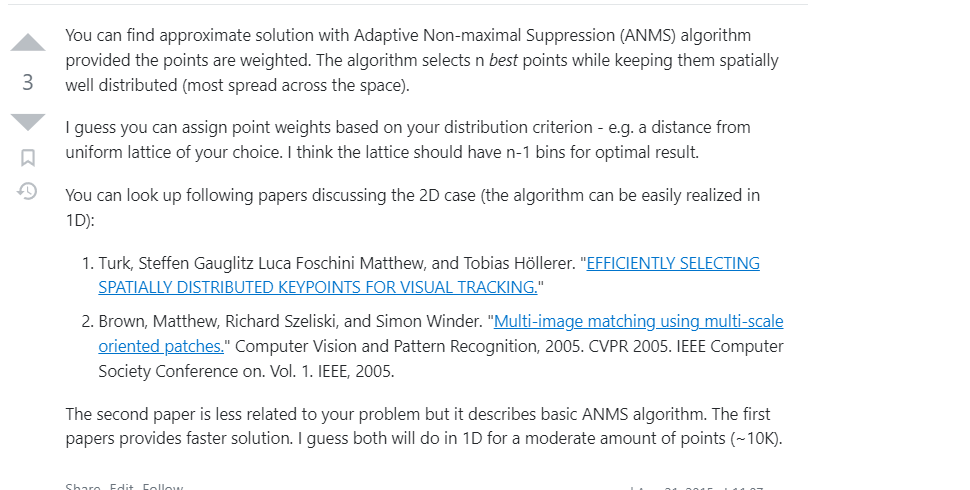 You can find approximate solution with Adaptive Non-maximal Suppression (ANMS) algorithm
provided the points are weighted. The algorithm selects n best points while keeping them spatially
3
well distributed (most spread across the space).
I guess you can assign point weights based on your distribution criterion - e.g. a distance from
uniform lattice of your choice. I think the lattice should have n-1 bins for optimal result.
You can look up following papers discussing the 2D case (the algorithm can be easily realized in
1D):
1. Turk, Steffen Gauglitz Luca Foschini Matthew, and Tobias Höllerer. "EFFICIENTLY SELECTING
SPATIALLY DISTRIBUTED KEYPOINTS FOR VISUAL TRACKING."
2. Brown, Matthew, Richard Szeliski, and Simon Winder. "Multi-image matching using multi-scale
oriented patches." Computer Vision and Pattern Recognition, 2005. CVPR 2005. IEEE Computer
Society Conference on. Vol. 1. IEEE, 2005.
The second paper is less related to your problem but it describes basic ANMS algorithm. The first
papers provides faster solution. I guess both will do in 1D for a moderate amount of points (~10K).
Share Edit Follow